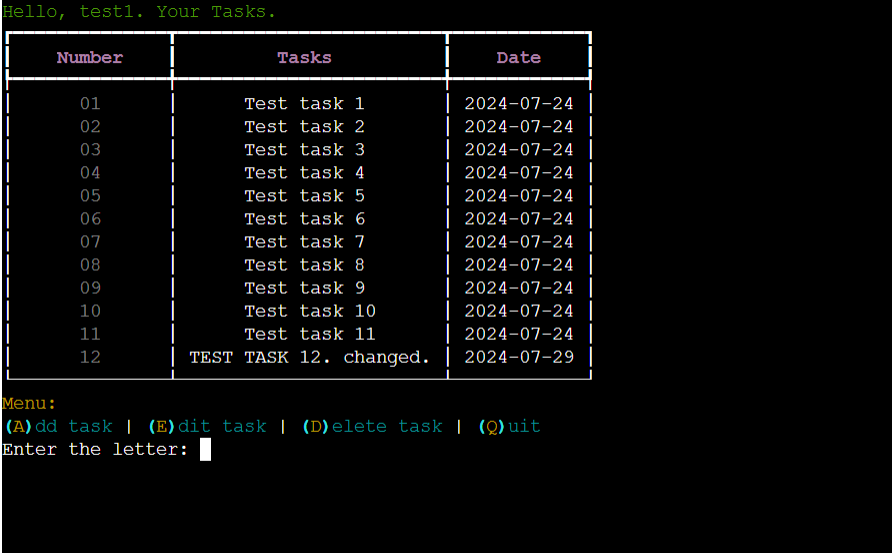 Hello, test1. Your Tasks.
Number Tasks Date
01 Test task 1 2024-07-24
02 Test task 2 2024-07-24
03 Test task 3 2024-07-24
04 Test task 4 2024-07-24
05 Test task 5 2024-07-24
06 Test task 6 2024-07-24
07 Test task 7 2024-07-24
08 Test task 8 2024-07-24
09 Test task 9 2024-07-24
10 Test task 10 2024-07-24
11 Test task 11 2024-07-24
12 TEST TASK 12. changed. 2024-07-29
Menu:
(A)dd task | (E)dit task | (D)elete task | (Q)uit
Enter the letter: